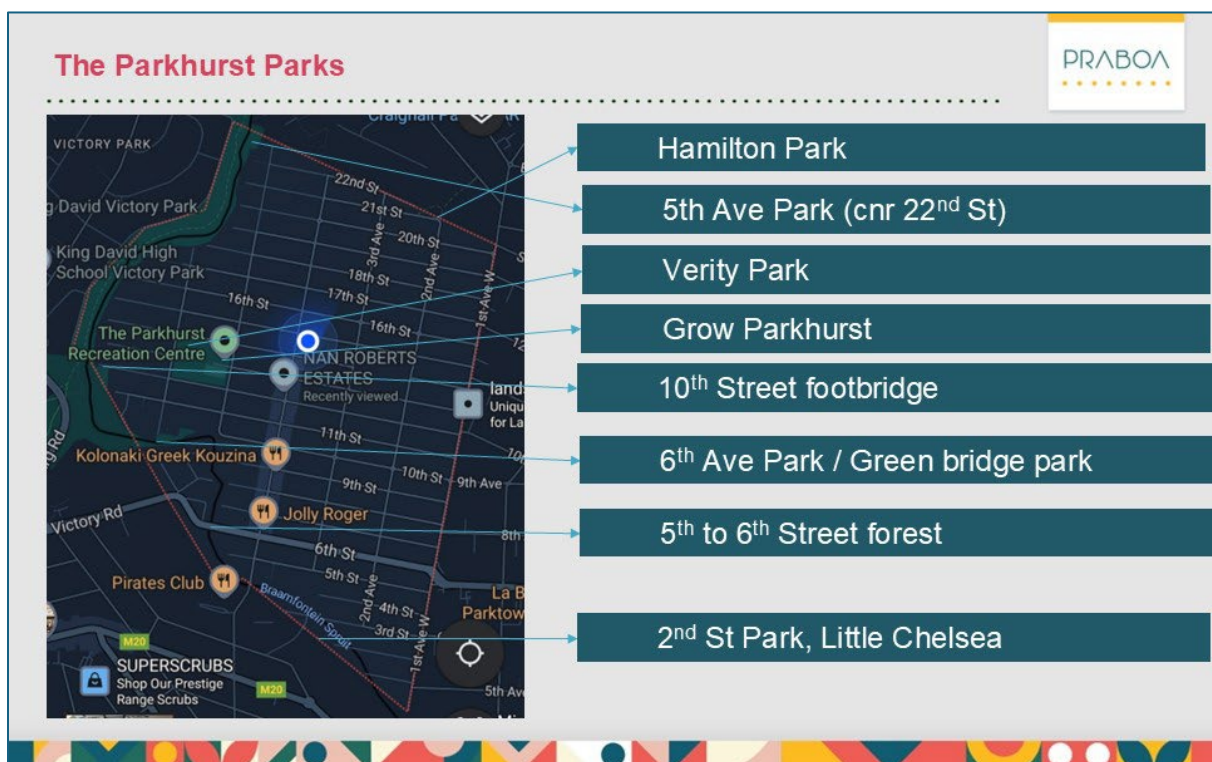 The Parkhurst Parks
PRABOA
Hamilton Park
5th Ave Park (cnr 22nd St)
Verity Park
Grow Parkhurst
10th Street footbridge
6th Ave Park / Green bridge park
5th to 6th Street forest
2nd St Park, Little Chelsea
VICTORY PARK
22nd St
21st St
20th St
3rd Ave
2nd Ave
1st Ave W
David Victory Park
King David High
School Victory Park
18th St
17th St
16th St
16th St
The Parkhurst
Recreation Centre
NAN ROBERTS
ESTATES
Recently viewed
11th St
Kolonaki Greek Kouzina
10th St
9th Ave
9th St
Victory Rd
Jolly Roger
6th St
5th St
Pirates Club
Braamfontein Spruit
2nd Ave
4th St
3rd St
1st Ave W
M20
SUPERSCRUBS
Shop Our Prestige
Range Scrubs
M20